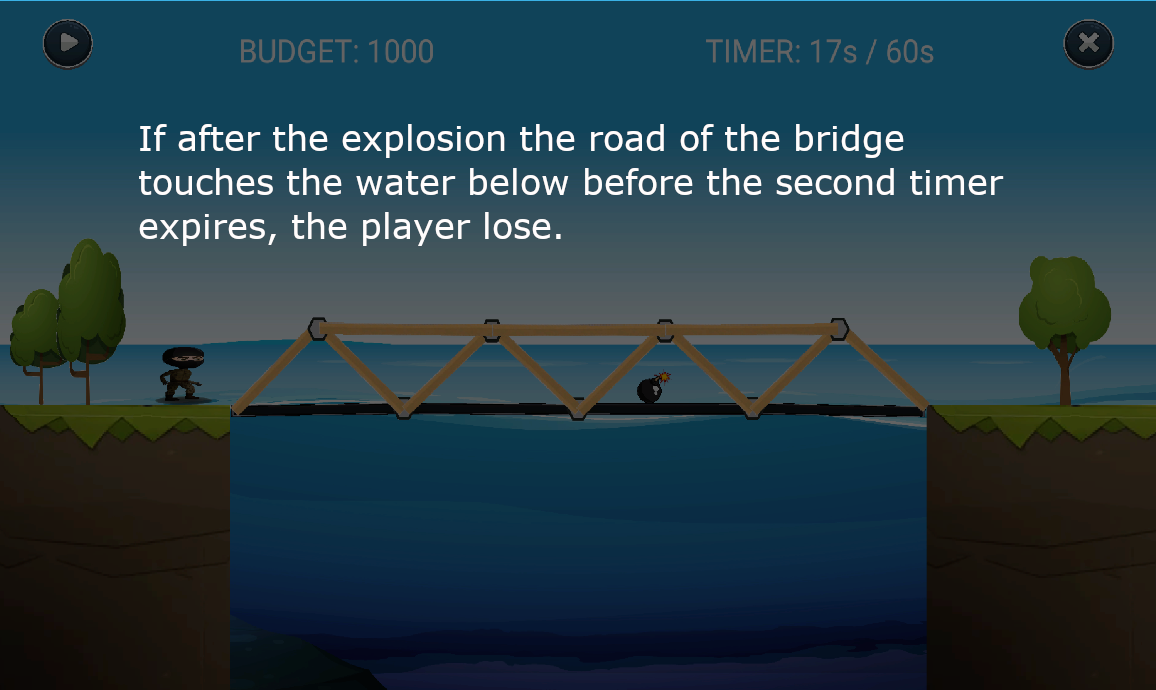 BUDGET: 1000
TIMER: 17s / 60s
If after the explosion the road of the bridge
touches the water below before the second timer
expires, the player lose.